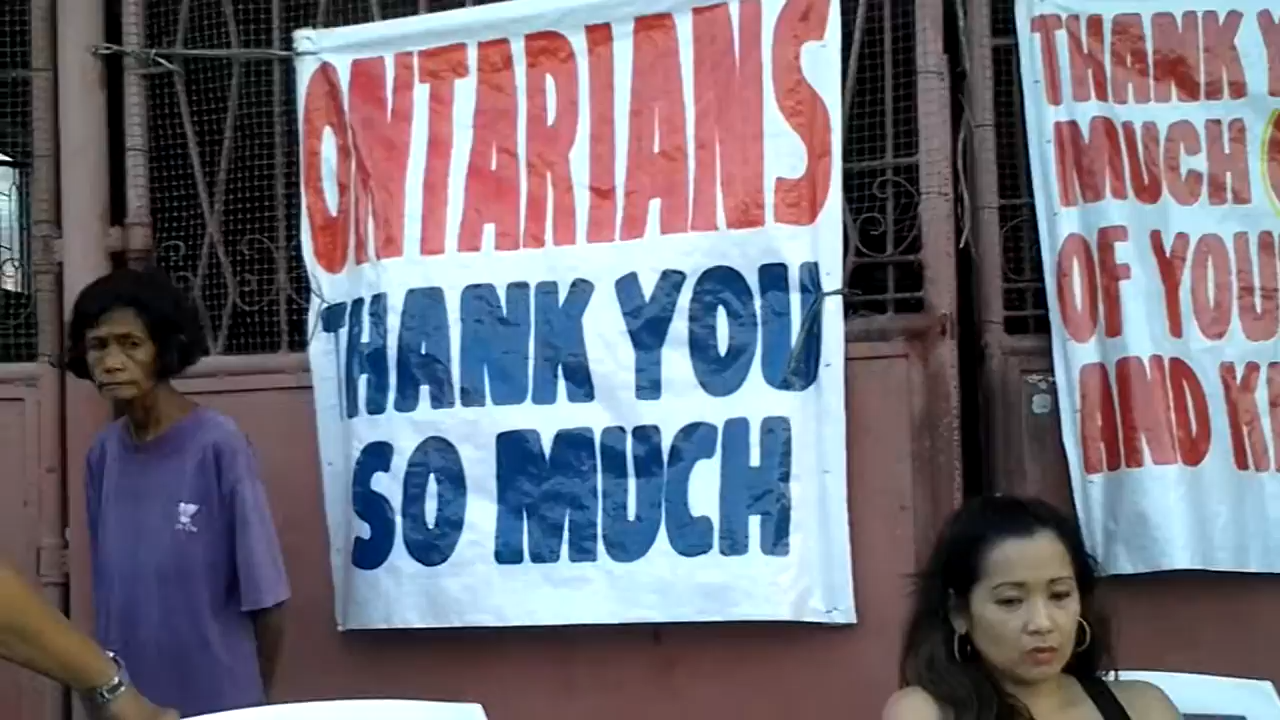 ONTARIANS
THANK YOU
SO MUCH
THANK
MUCH
OF YOU
AND